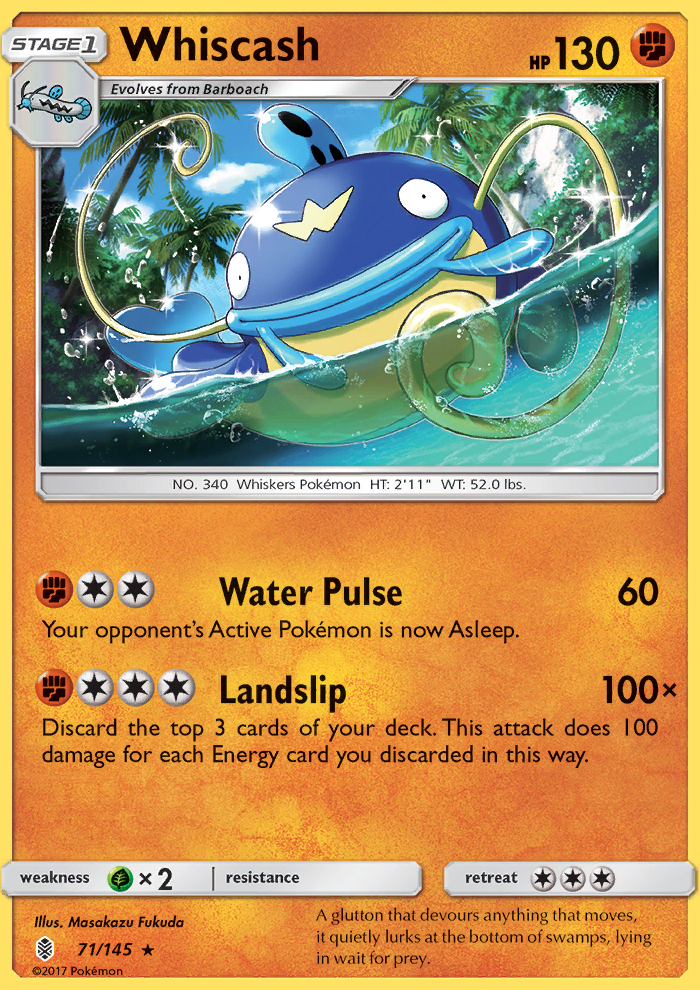 STAGE1
Whiscash
HP 130
Evolves from Barboach
NO. 340 Whiskers Pokémon HT: 2'11" WT: 52.0 lbs.
Water Pulse 60
Your opponent's Active Pokémon is now Asleep.
Landslip 100×
Discard the top 3 cards of your deck. This attack does 100
damage for each Energy card you discarded in this way.
weakness ×2 resistance retreat
Illus. Masakazu Fukuda
71/145 ★
©2017 Pokémon
A glutton that devours anything that moves,
it quietly lurks at the bottom of swamps, lying
in wait for prey.